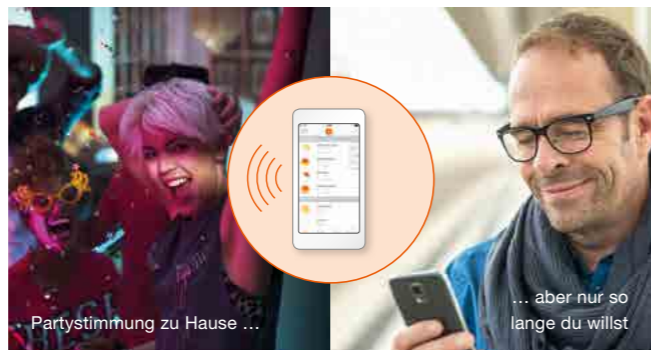 Partystimmung zu Hause …
… aber nur so
lange du willst